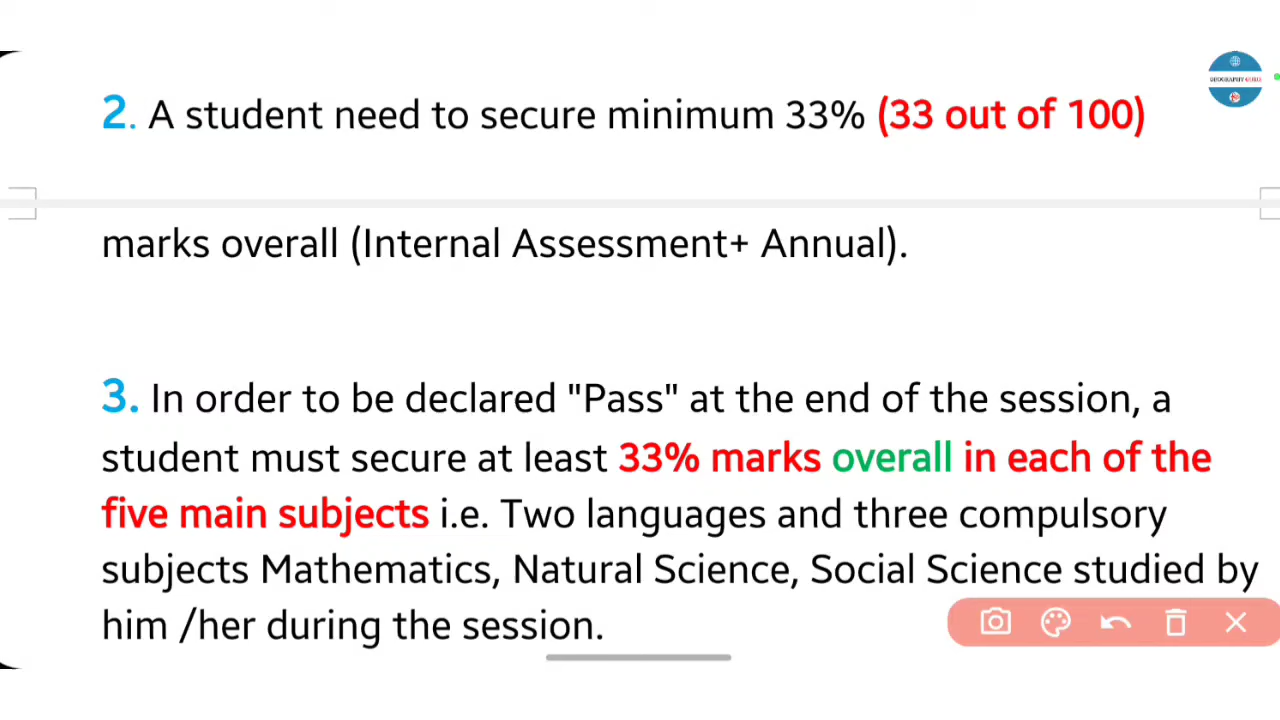 2. A student need to secure minimum 33% (33 out of 100)
marks overall (Internal Assessment+ Annual).
3. In order to be declared "Pass" at the end of the session, a
student must secure at least 33% marks overall in each of the
five main subjects i.e. Two languages and three compulsory
subjects Mathematics, Natural Science, Social Science studied by
him /her during the session.